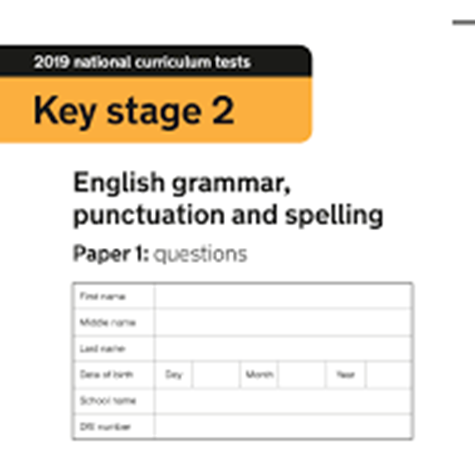 2019 national curriculum tests
Key stage 2
English grammar,
punctuation and spelling
Paper 1: questions
First name
Middle name
Last name
Date of birth Day Month Year
School name
DfE number